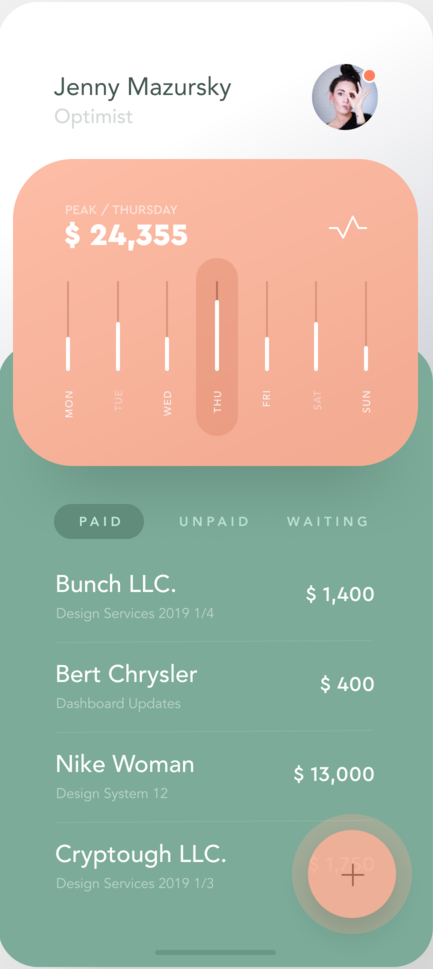 Jenny Mazursky
Optimist
PEAK / THURSDAY
$ 24,355
MON TUE WED THU FRI SAT SUN
PAID UNPAID WAITING
Bunch LLC.
$ 1,400
Design Services 2019 1/4
Bert Chrysler
$ 400
Dashboard Updates
Nike Woman
$ 13,000
Design System 12
Cryptough LLC.
$ 1,750
Design Services 2019 1/3